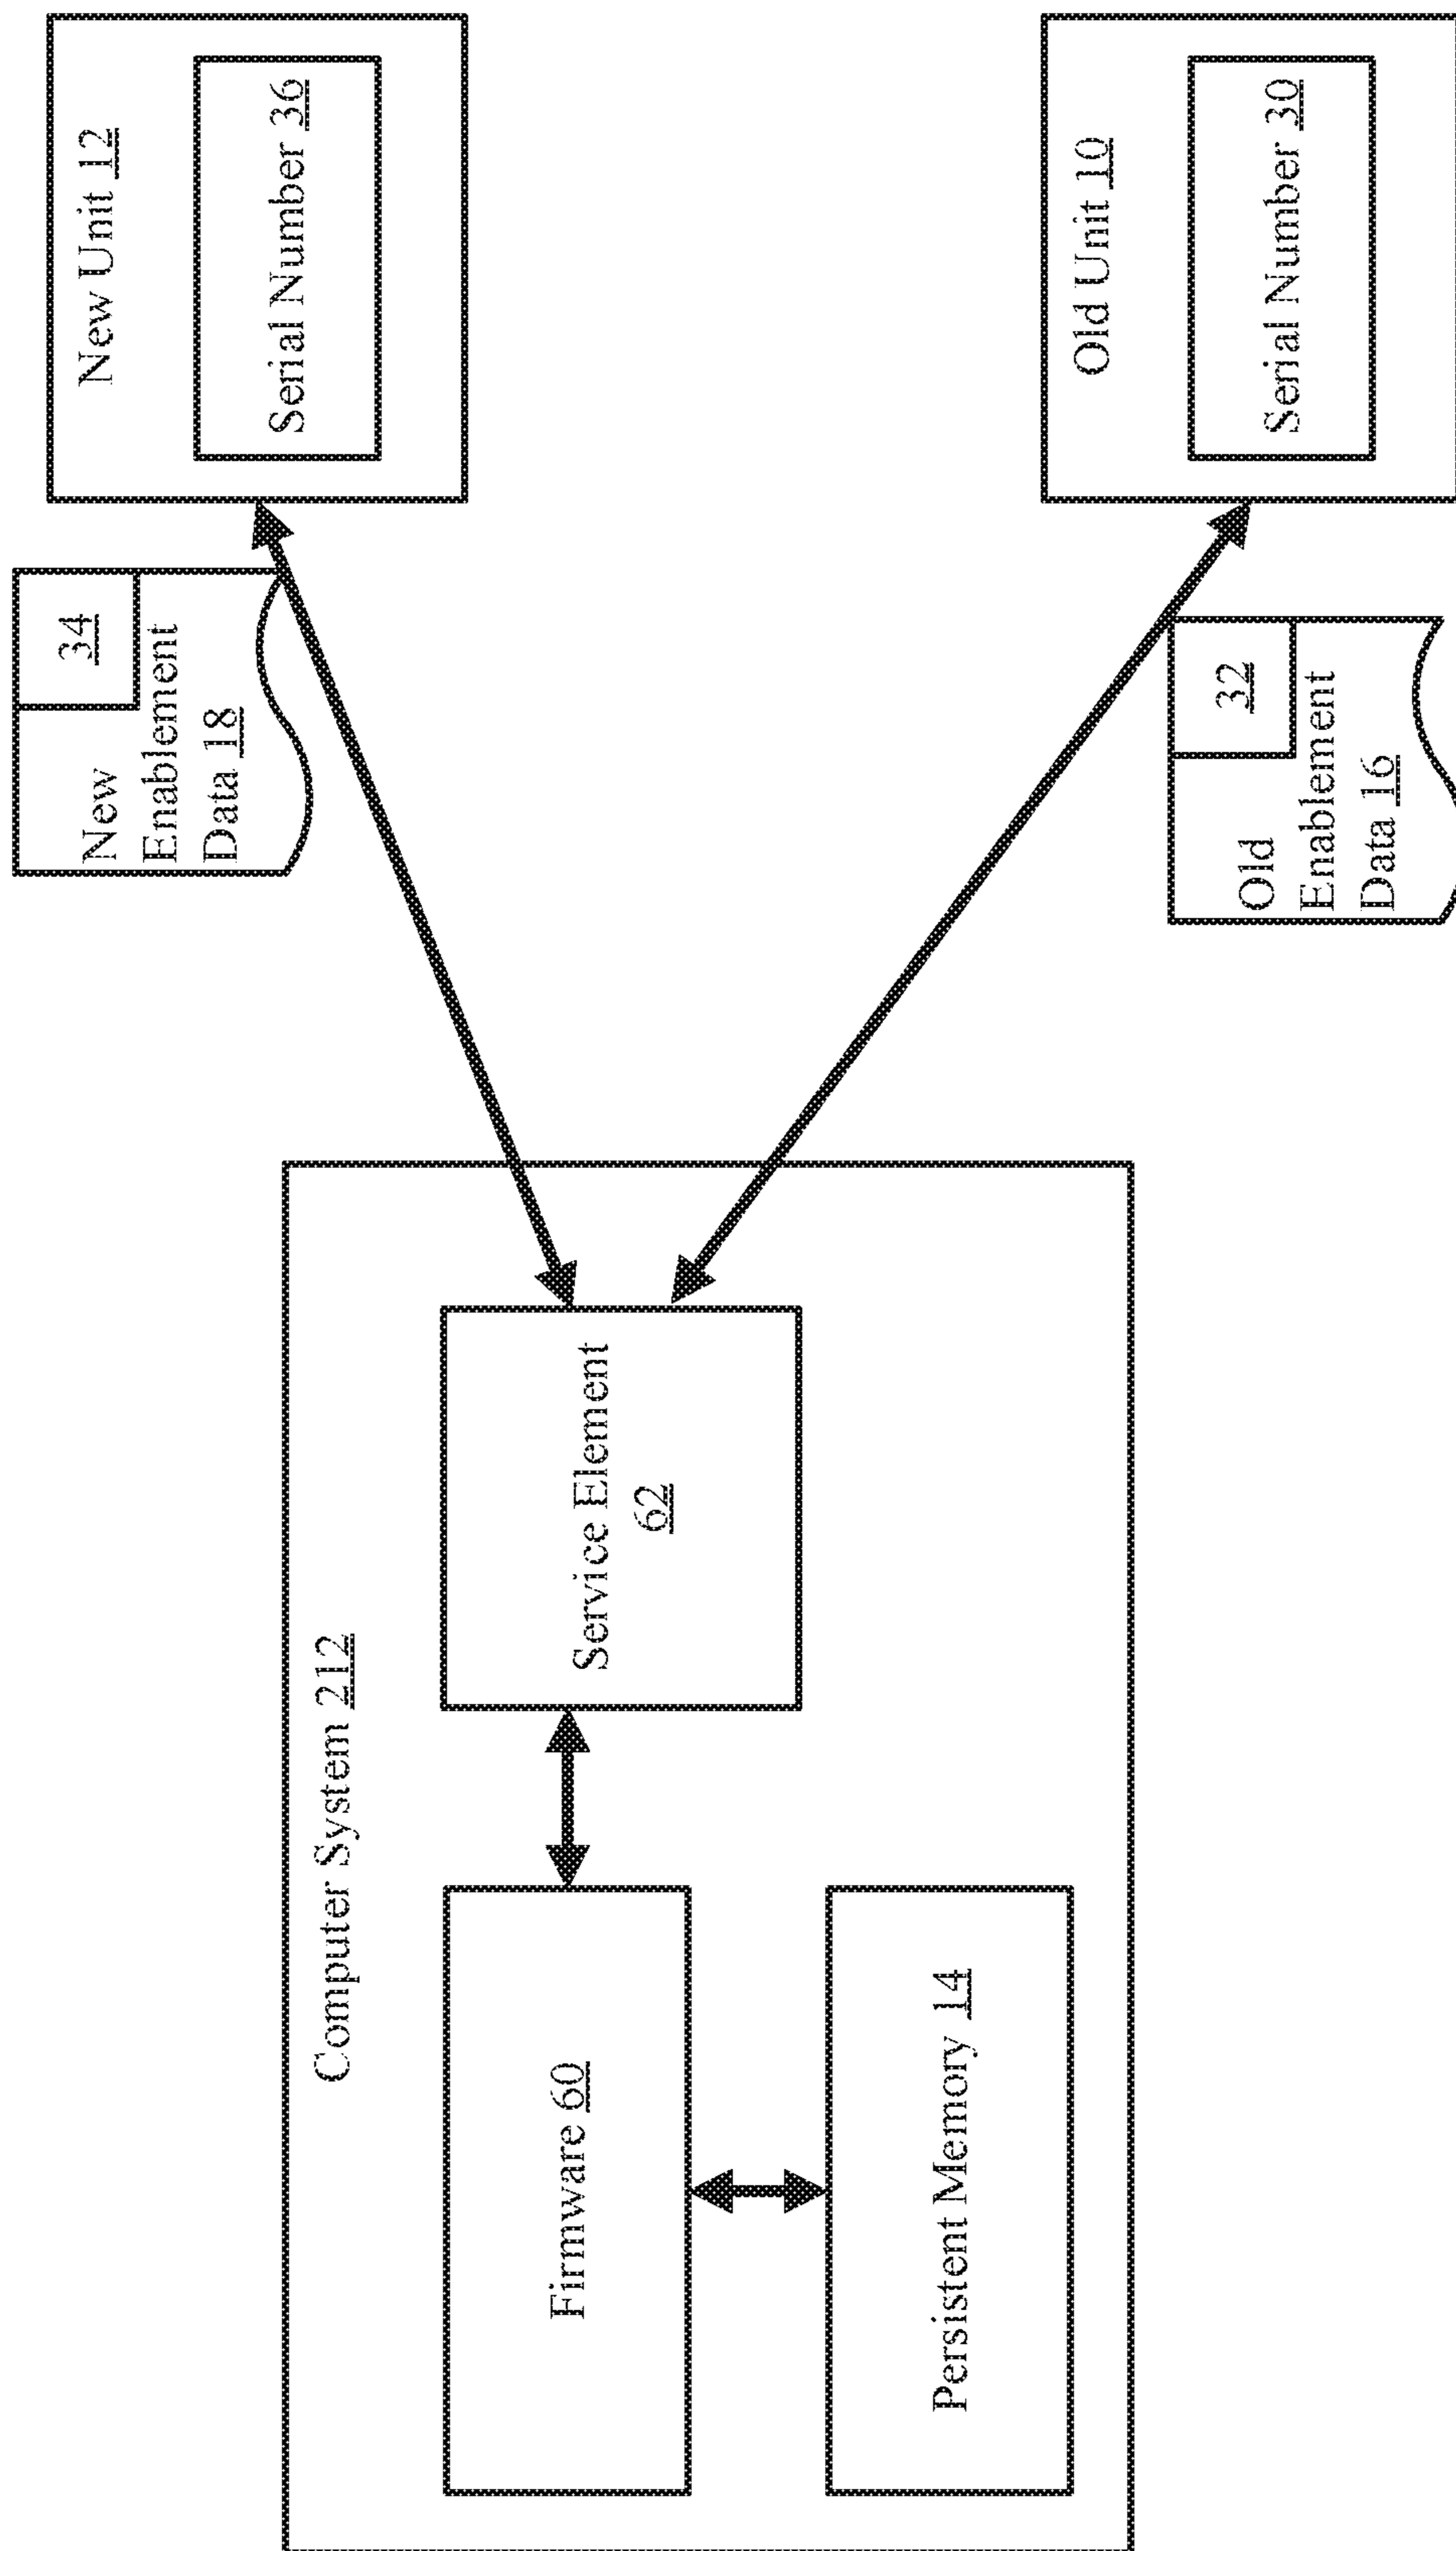 Computer System 212
Firmware 60
Persistent Memory 14
Service Element
62
New
Enablement
Data 18
34
New Unit 12
Serial Number 36
Old
Enablement
Data 16
32
Old Unit 10
Serial Number 30